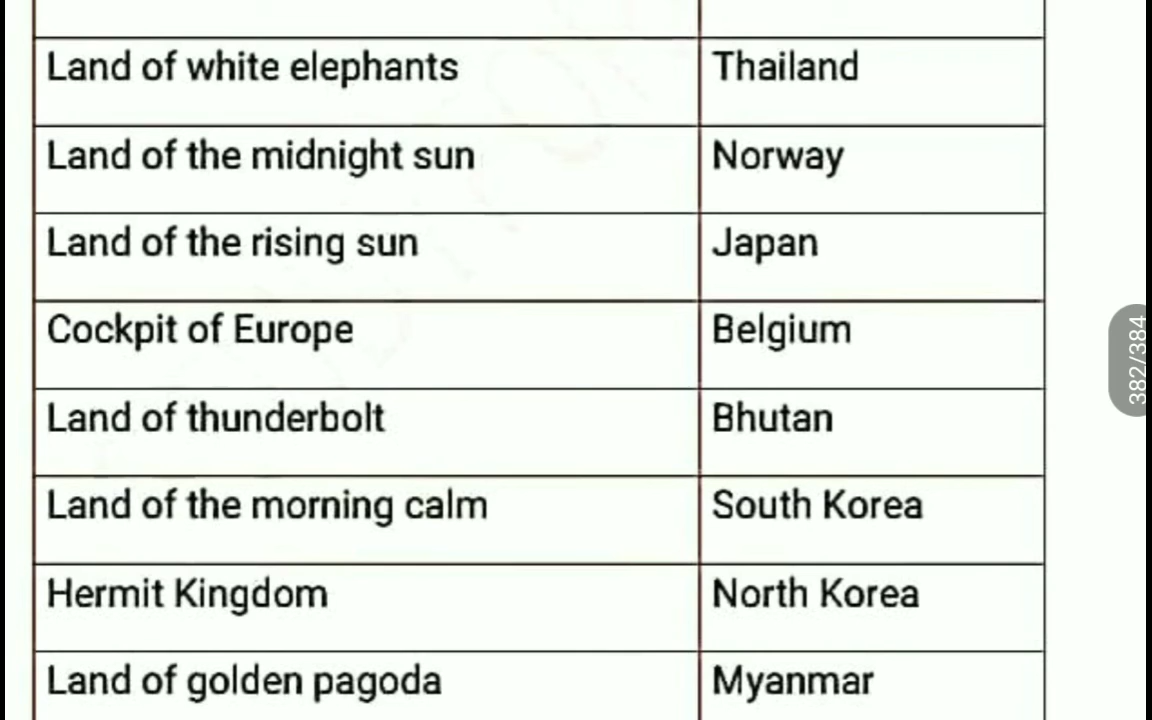 Land of white elephants Thailand
Land of the midnight sun Norway
Land of the rising sun Japan
Cockpit of Europe Belgium
Land of thunderbolt Bhutan
Land of the morning calm South Korea
Hermit Kingdom North Korea
Land of golden pagoda Myanmar
382/384